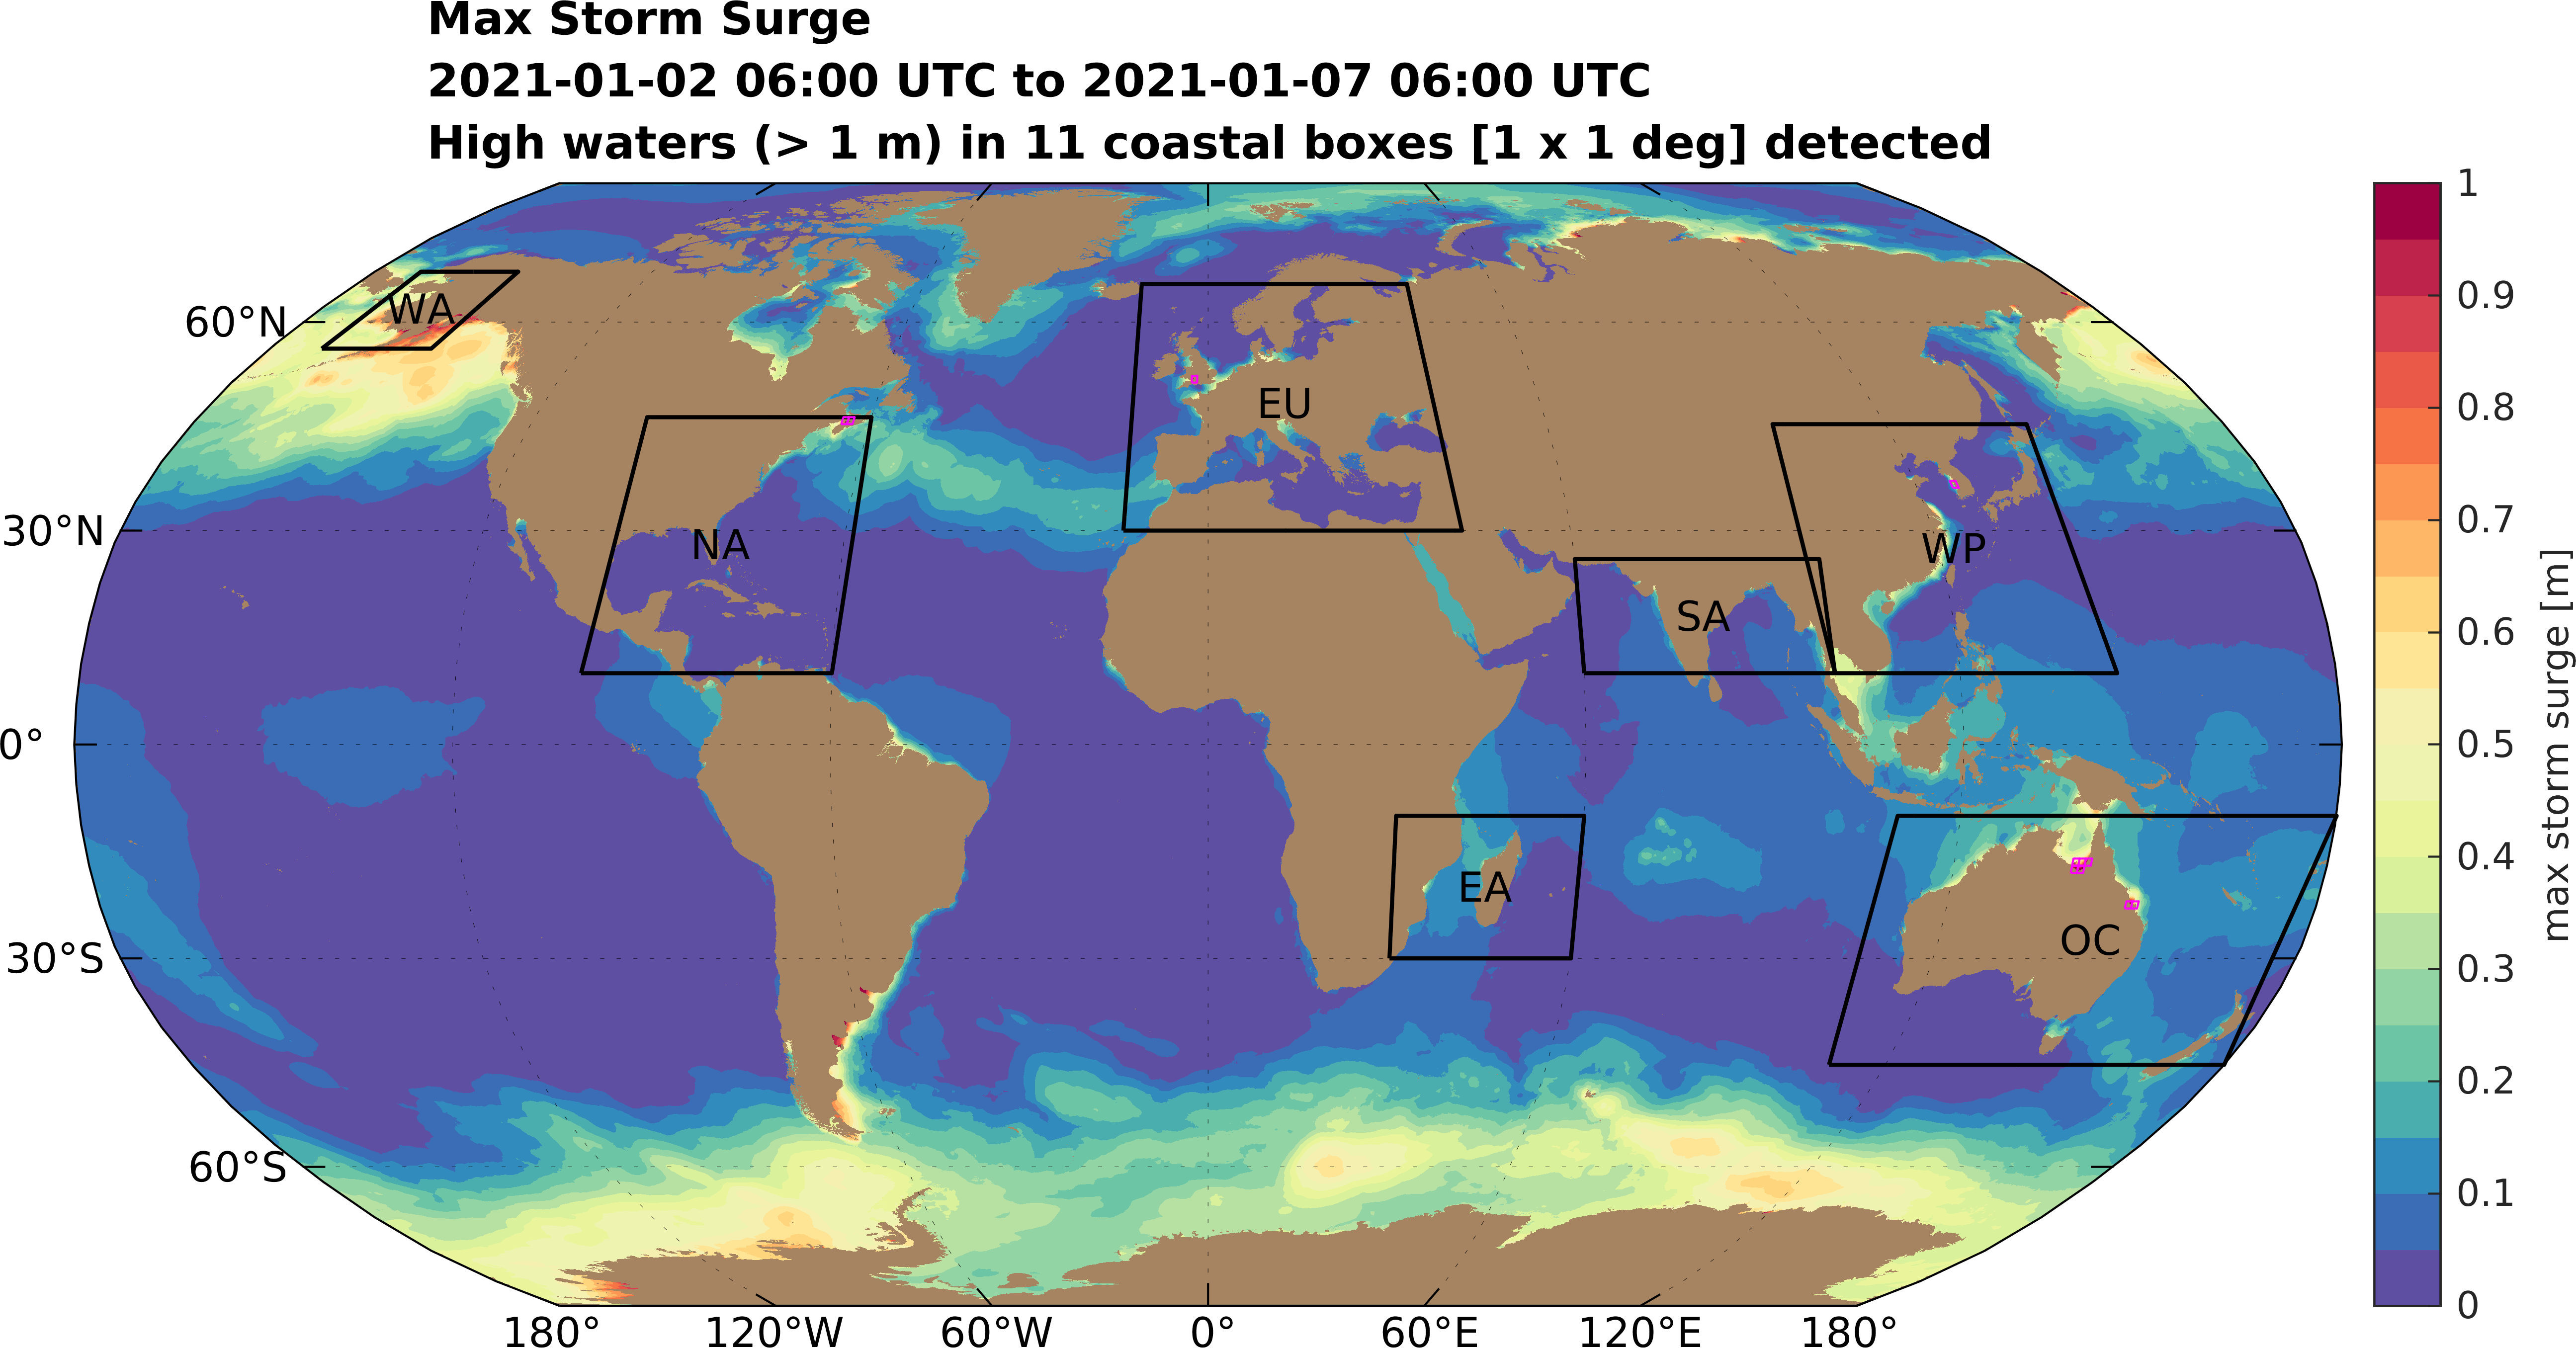 Max Storm Surge
2021-01-02 06:00 UTC to 2021-01-07 06:00 UTC
High waters (> 1 m) in 11 coastal boxes [1 x 1 deg] detected
60°N
30°N
0°
30°S
60°S
WA
NA
EU
SA
WP
EA
OC
180°
120°W
60°W
0°
60°E
120°E
180°
1
0.9
0.8
0.7
0.6
0.5
0.4
0.3
0.2
0.1
0
max storm surge [m]